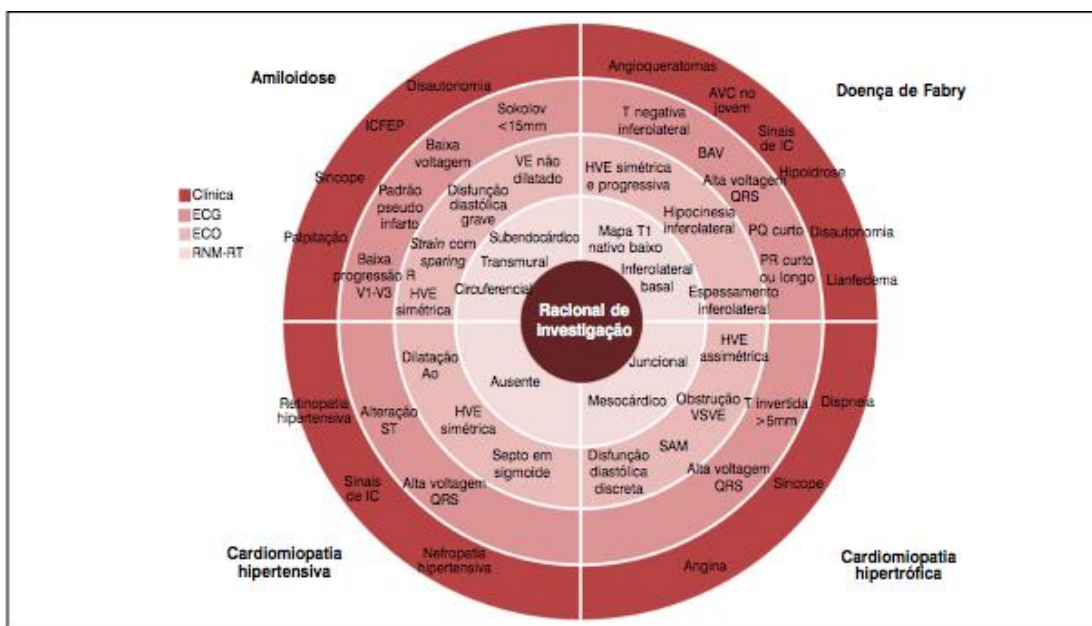 Amiloidose
Doença de Fabry
Clínica
ECG
ECO
RNM-RT
Disautonomia
ICFEP
Síncope
Palpitação
Sokolov
<15mm
Baixa
voltagem
Padrão
pseudo
infarto
Baixa
progressão R
V1-V3
VE não
dilatado
Disfunção
diastólica
grave
Strain com
sparing
HVE
simétrica
Subendocárdico
Transmural
Circuferencial
Angioqueratomas
AVC no
jovem
Sinais
de IC
Hipoidrose
Disautonomia
Lianfedema
T negativa
inferolateral
BAV
Alta voltagem
QRS
PQ curto
PR curto
ou longo
HVE simétrica
e progressiva
Hipocinesia
inferolateral
Espessamento
inferolateral
Mapa T1
nativo baixo
Inferolateral
basal
Racional de
investigação
Retinopatia
hipertensiva
Sinais
de IC
Nefropatia
hipertensiva
Alteração
ST
Alta voltagem
QRS
Dilatação
Ao
HVE
simétrica
Septo em
sigmoide
Ausente
Juncional
Mesocárdico
HVE
assimétrica
Obstrução
VSVE
SAM
Disfunção
diastólica
discreta
T invertida
>5mm
Alta voltagem
QRS
Dispneia
Síncope
Angina
Cardiomiopatia
hipertensiva
Cardiomiopatia
hipertrófica